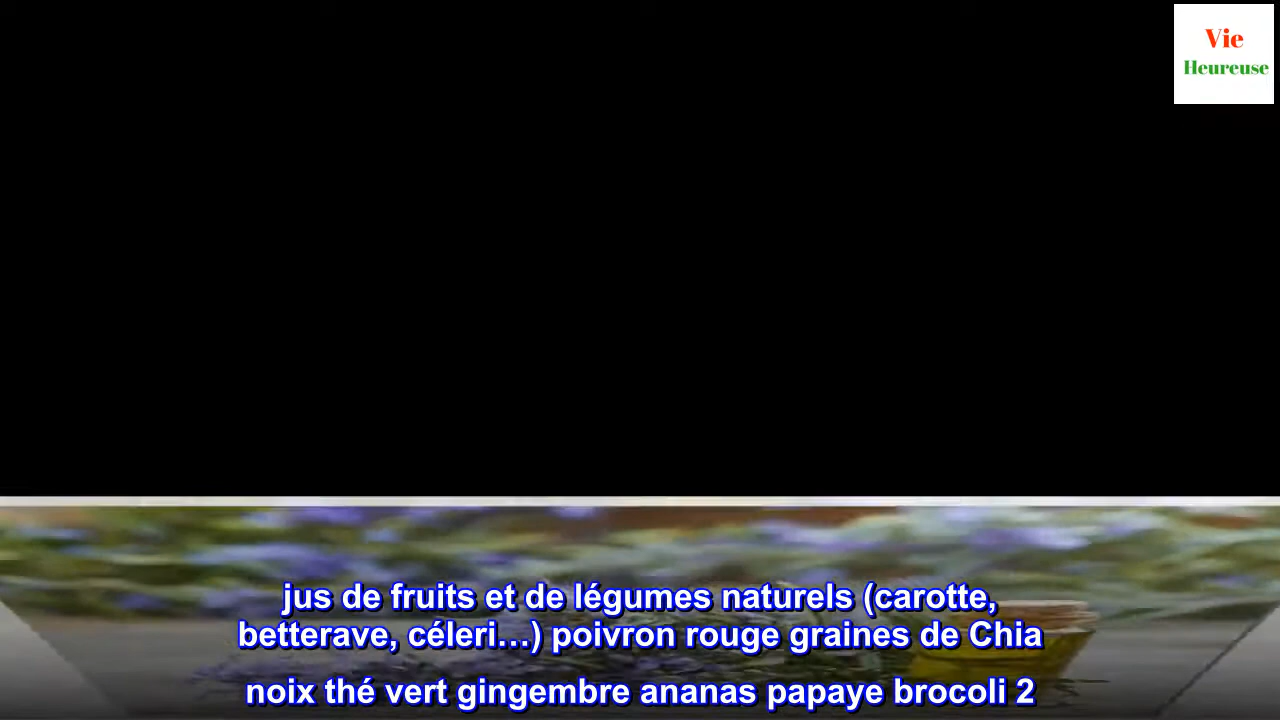 Vie
Heureuse
jus de fruits et de légumes naturels (carotte,
betterave, céleri…) poivron rouge graines de Chia
noix thé vert gingembre ananas papaye brocoli 2